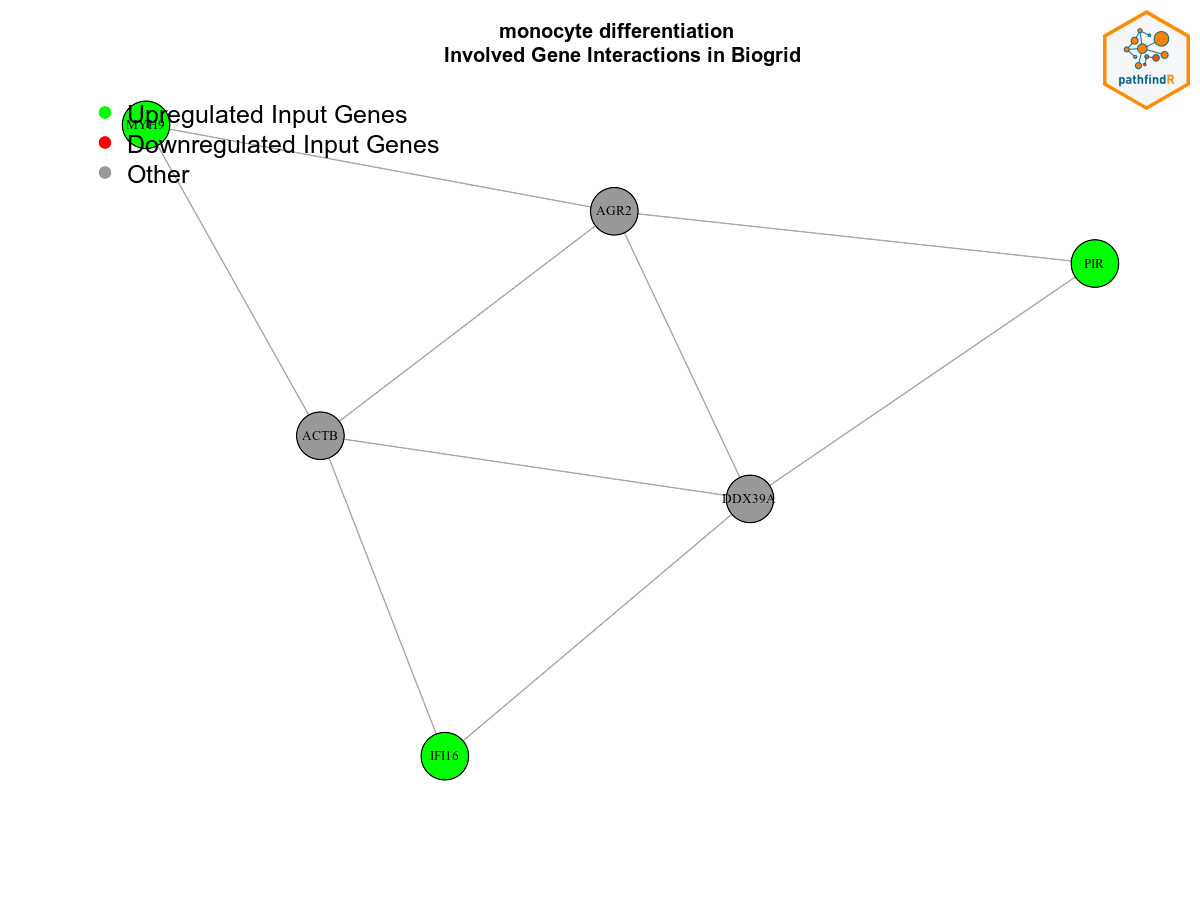 monocyte differentiation
Involved Gene Interactions in Biogrid
pathfindR
Upregulated Input Genes
MYH9
Downregulated Input Genes
Other
AGR2
PIR
ACTB
DDX39A
IFI16